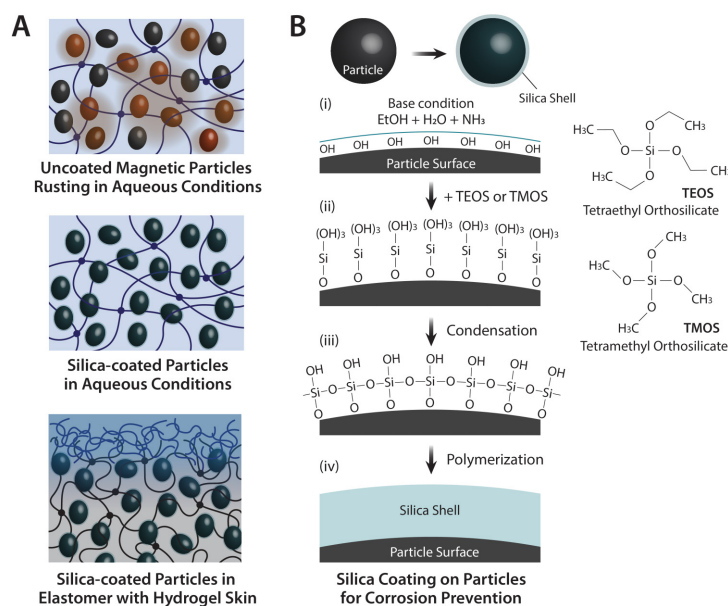 A
Uncoated Magnetic Particles
Rusting in Aqueous Conditions
Silica-coated Particles
in Aqueous Conditions
Silica-coated Particles in
Elastomer with Hydrogel Skin
B
Particle
Silica Shell
(i)
Base condition
EtOH + H₂O + NH₃
OH OH OH OH OH OH OH
Particle Surface
+ TEOS or TMOS
(ii)
(OH)₃ (OH)₃ (OH)₃ (OH)₃ (OH)₃ (OH)₃ (OH)₃
Si Si Si Si Si Si Si
O O O O O O O
Condensation
(iii)
OH OH OH OH OH OH OH
Si O Si O Si O Si O Si O Si O Si
O O O O O O O
Polymerization
(iv)
Silica Shell
Particle Surface
Silica Coating on Particles
for Corrosion Prevention
H₃C CH₃
O O
Si
O O
CH₃
H₃C
TEOS
Tetraethyl Orthosilicate
CH₃
O
H₃C O Si O
O CH₃
H₃C
TMOS
Tetramethyl Orthosilicate